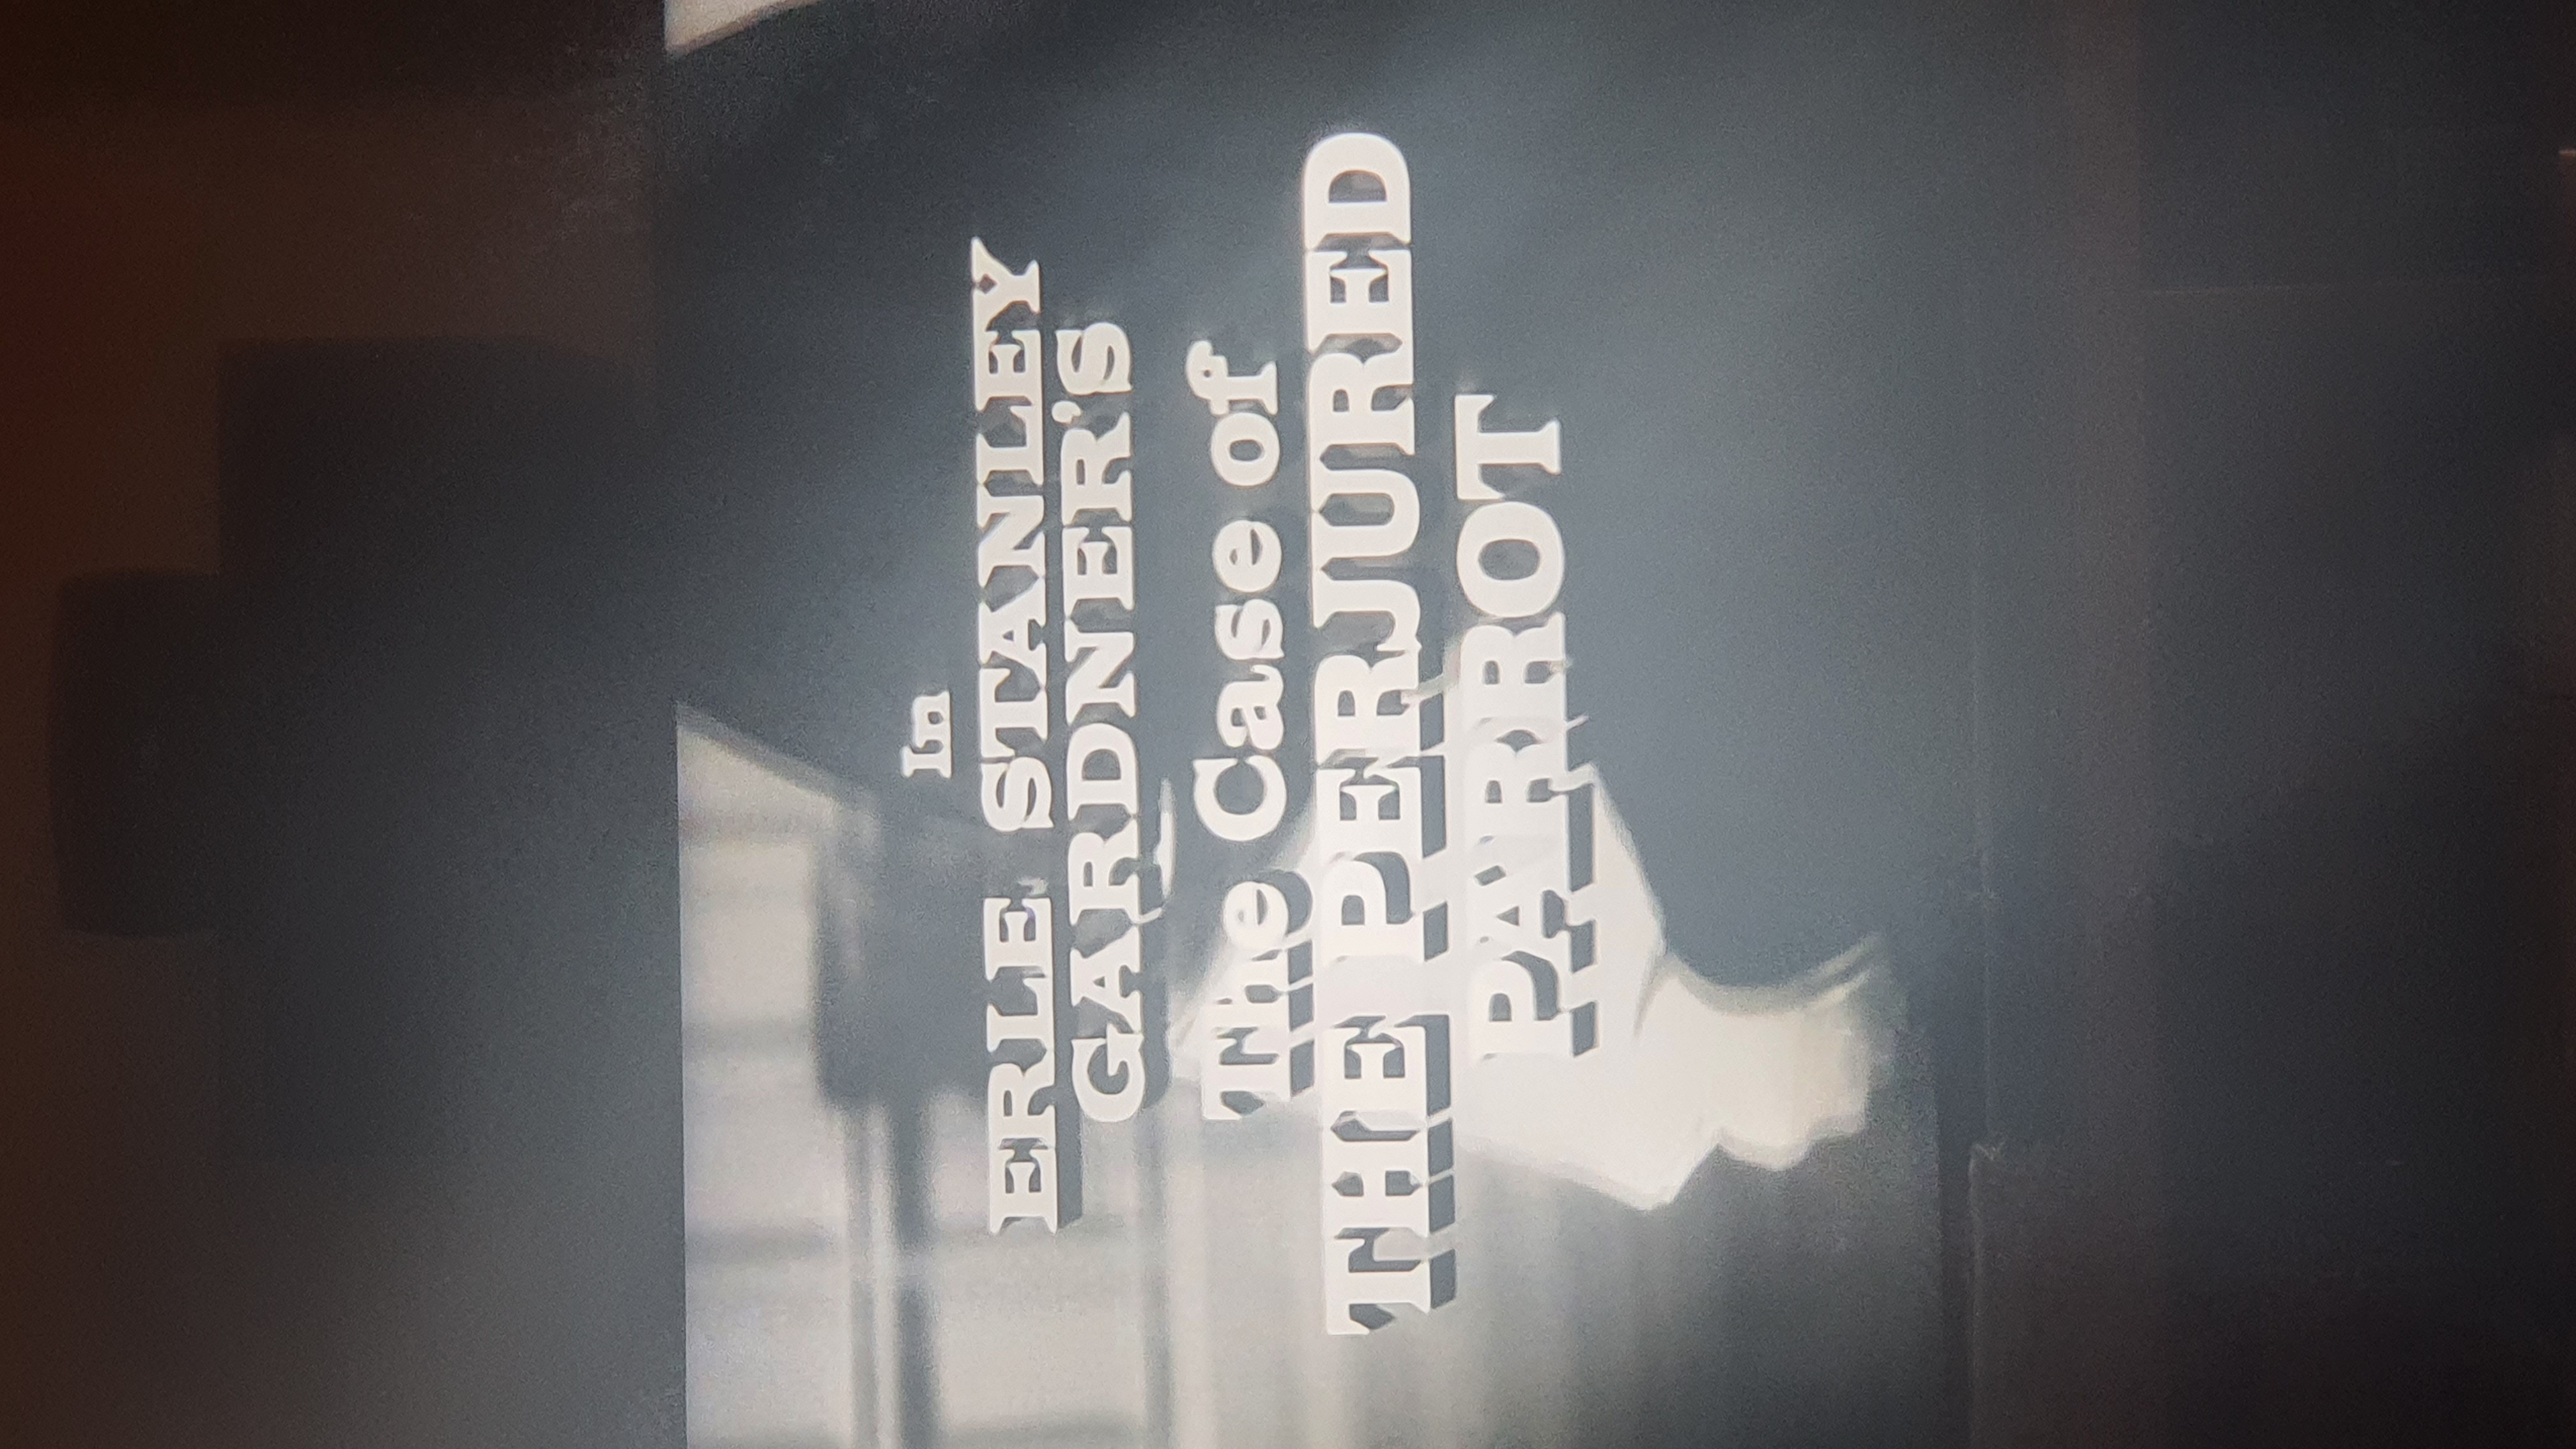 In
ERLE STANLEY
GARDNER'S
The Case of
THE PERJURED
PARROT